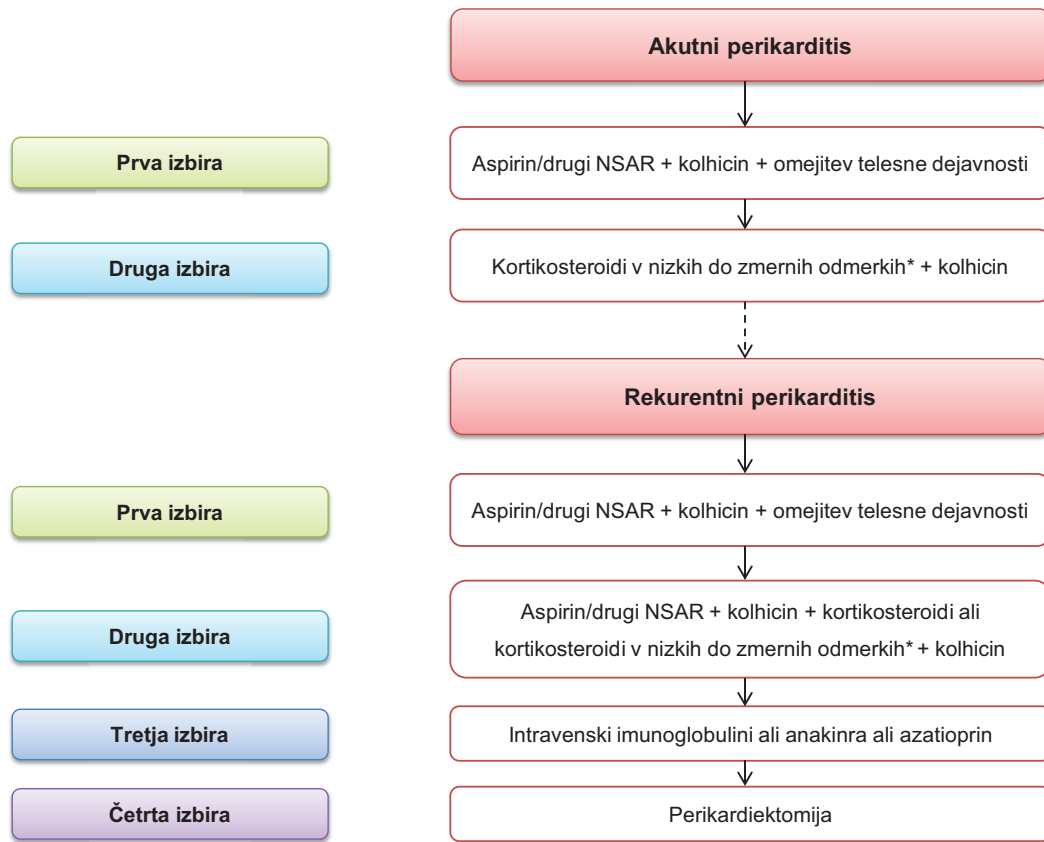 Akutni perikarditis
Prva izbira
Aspirin/drugi NSAR + kolhicin + omejitev telesne dejavnosti
Druga izbira
Kortikosteroidi v nizkih do zmernih odmerkih* + kolhicin
Rekurentni perikarditis
Prva izbira
Aspirin/drugi NSAR + kolhicin + omejitev telesne dejavnosti
Druga izbira
Aspirin/drugi NSAR + kolhicin + kortikosteroidi ali
kortikosteroidi v nizkih do zmernih odmerkih* + kolhicin
Tretja izbira
Intravenski imunoglobulini ali anakinra ali azatioprin
Četrta izbira
Perikardiektomija